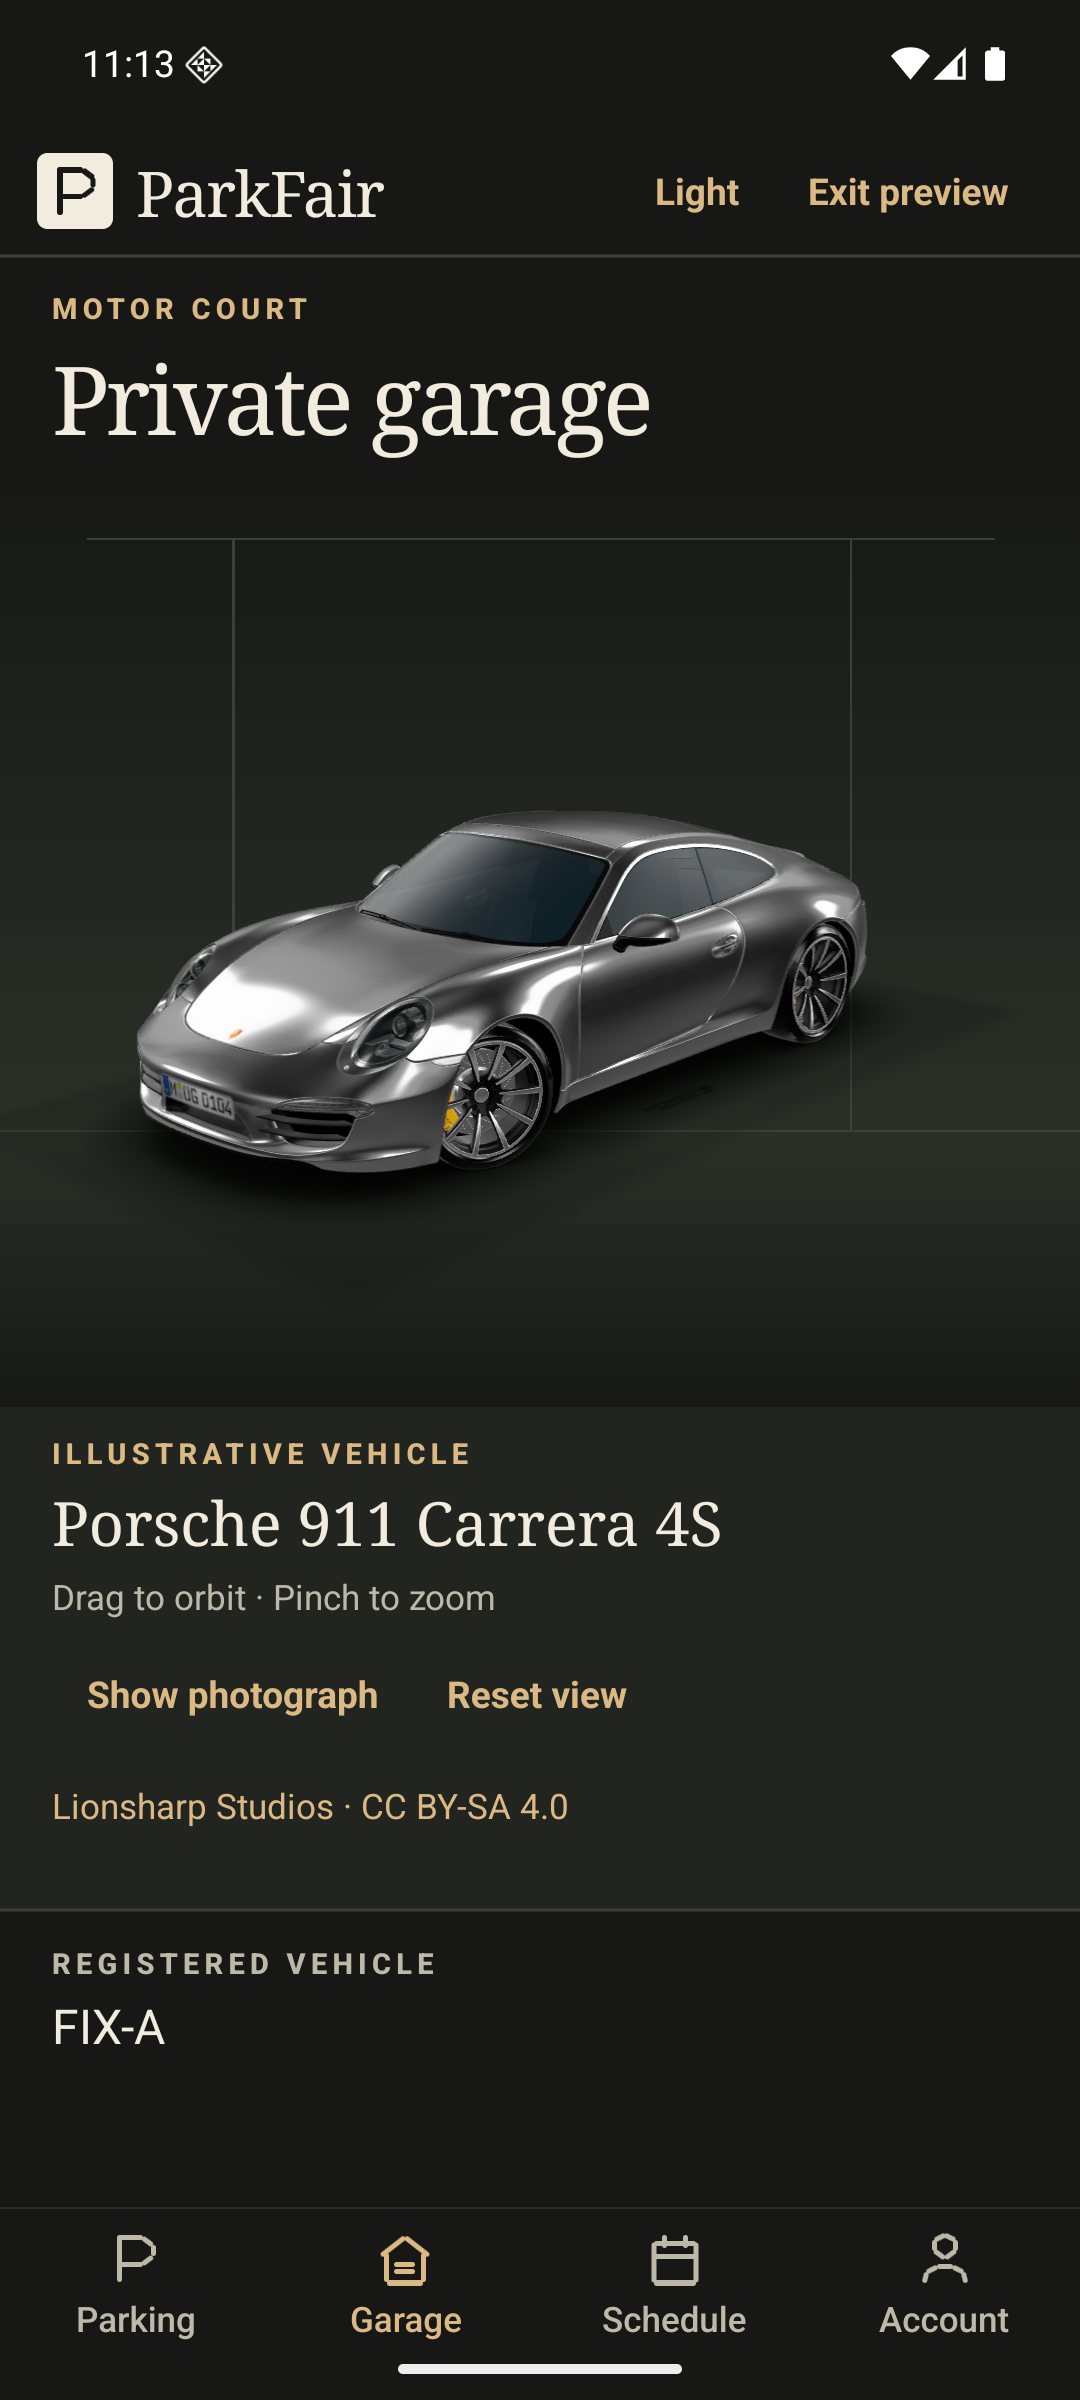 11:13
P ParkFair Light Exit preview
MOTOR COURT
Private garage
M UG 0104
ILLUSTRATIVE VEHICLE
Porsche 911 Carrera 4S
Drag to orbit · Pinch to zoom
Show photograph Reset view
Lionsharp Studios · CC BY-SA 4.0
REGISTERED VEHICLE
FIX-A
Parking Garage Schedule Account